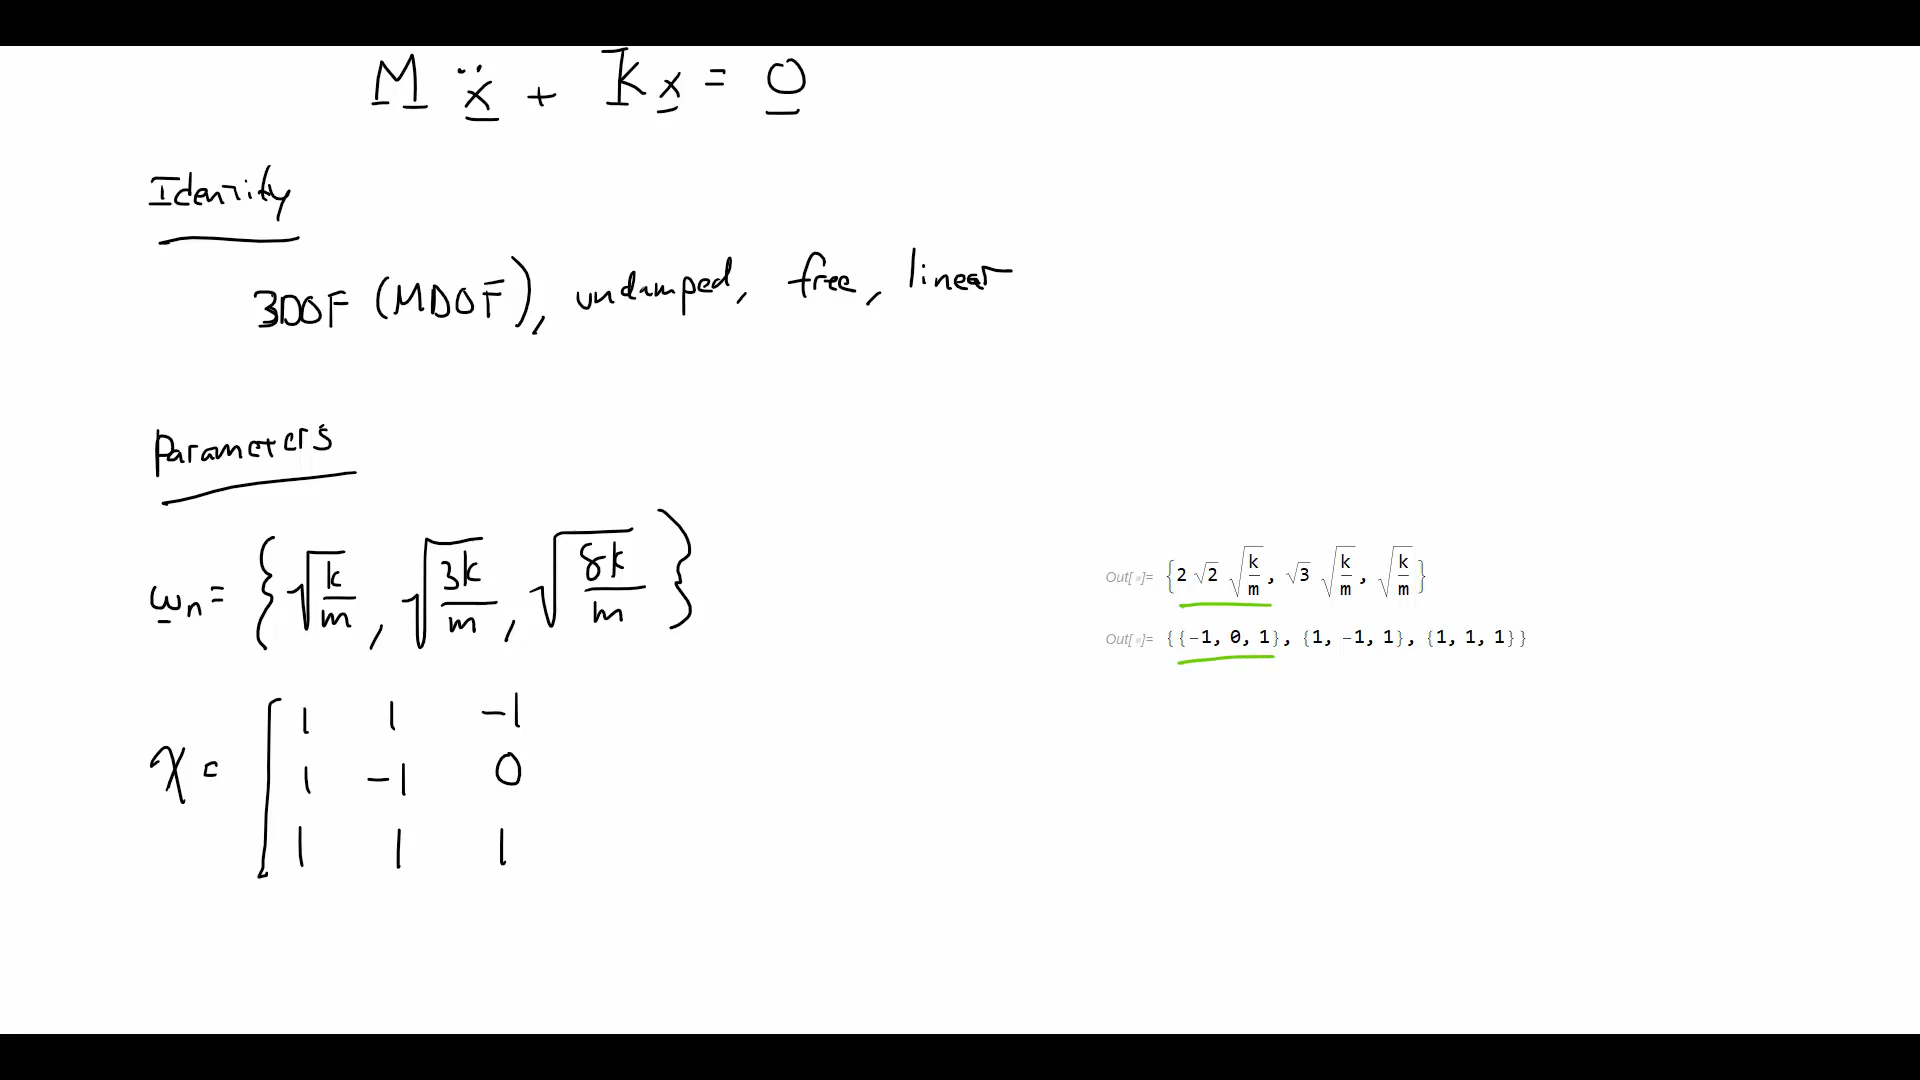 M ẍ + K x = 0
Identify
3DOF (MDOF), undamped, free, linear
Parameters
ωn = { √(k/m), √(3k/m), √(8k/m) }
Out[ ]= {2 √2 √(k/m), √3 √(k/m), √(k/m)}
Out[ ]= {{-1, 0, 1}, {1, -1, 1}, {1, 1, 1}}
χ = [ 1 1 -1
1 -1 0
1 1 1